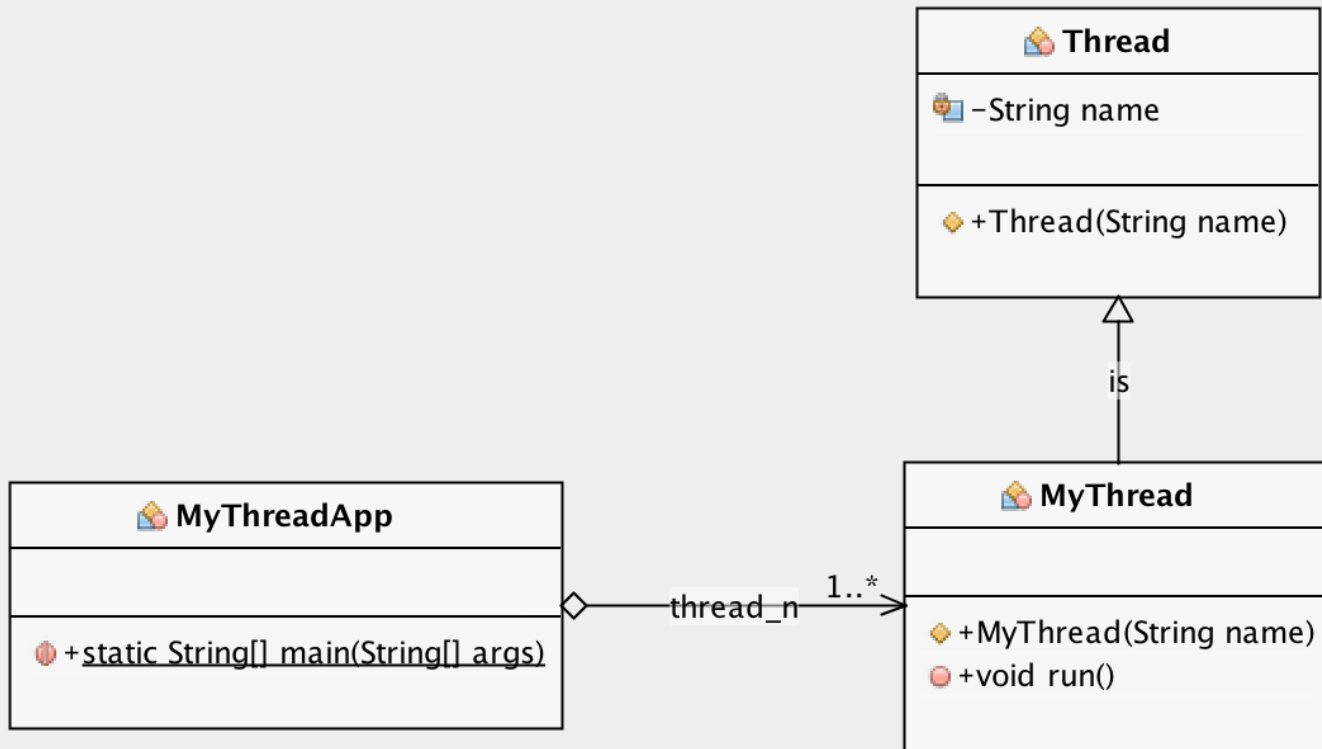 Thread
-String name
+Thread(String name)
is
MyThreadApp
+static String[] main(String[] args)
thread_n
1..*
MyThread
+MyThread(String name)
+void run()